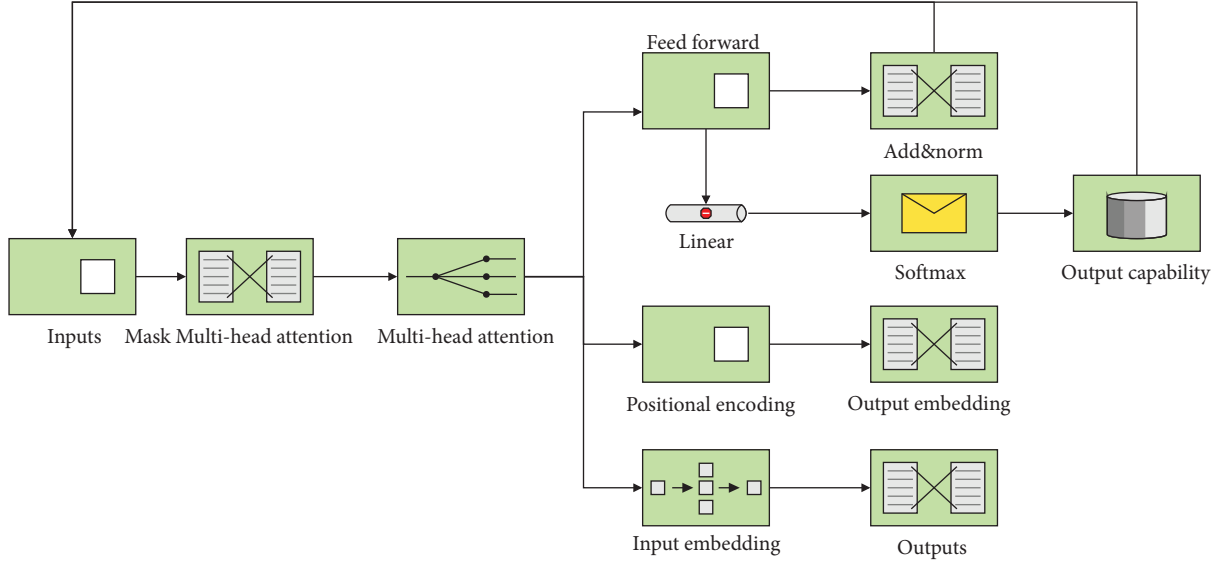 Feed forward
Add&norm
Linear
Softmax
Output capability
Inputs
Mask Multi-head attention
Multi-head attention
Positional encoding
Output embedding
Input embedding
Outputs